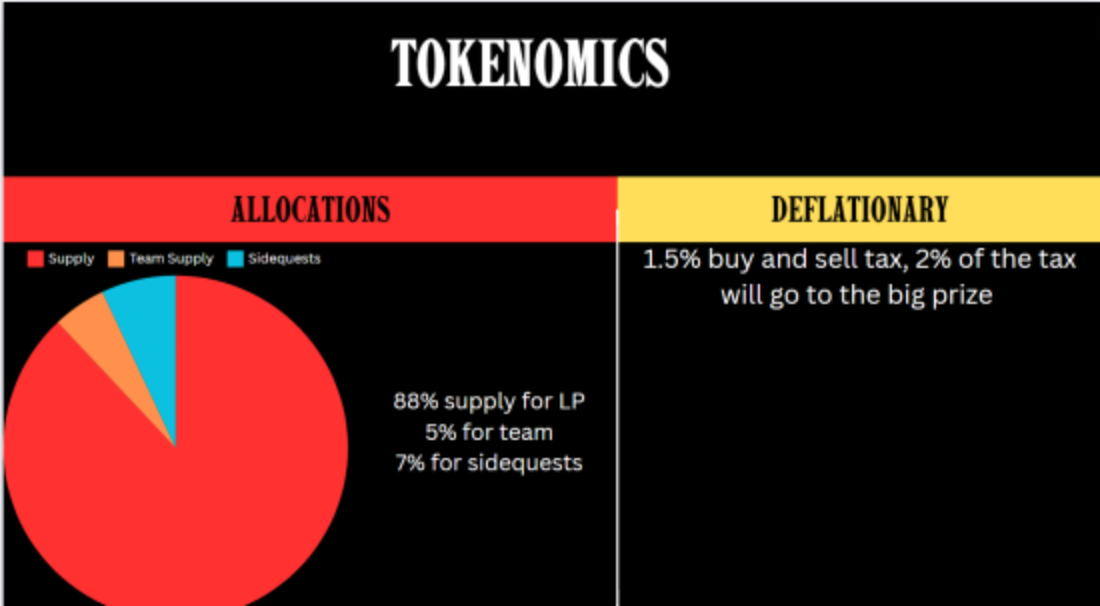 TOKENOMICS
ALLOCATIONS
Supply Team Supply Sidequests
88% supply for LP
5% for team
7% for sidequests
DEFLATIONARY
1.5% buy and sell tax, 2% of the tax
will go to the big prize